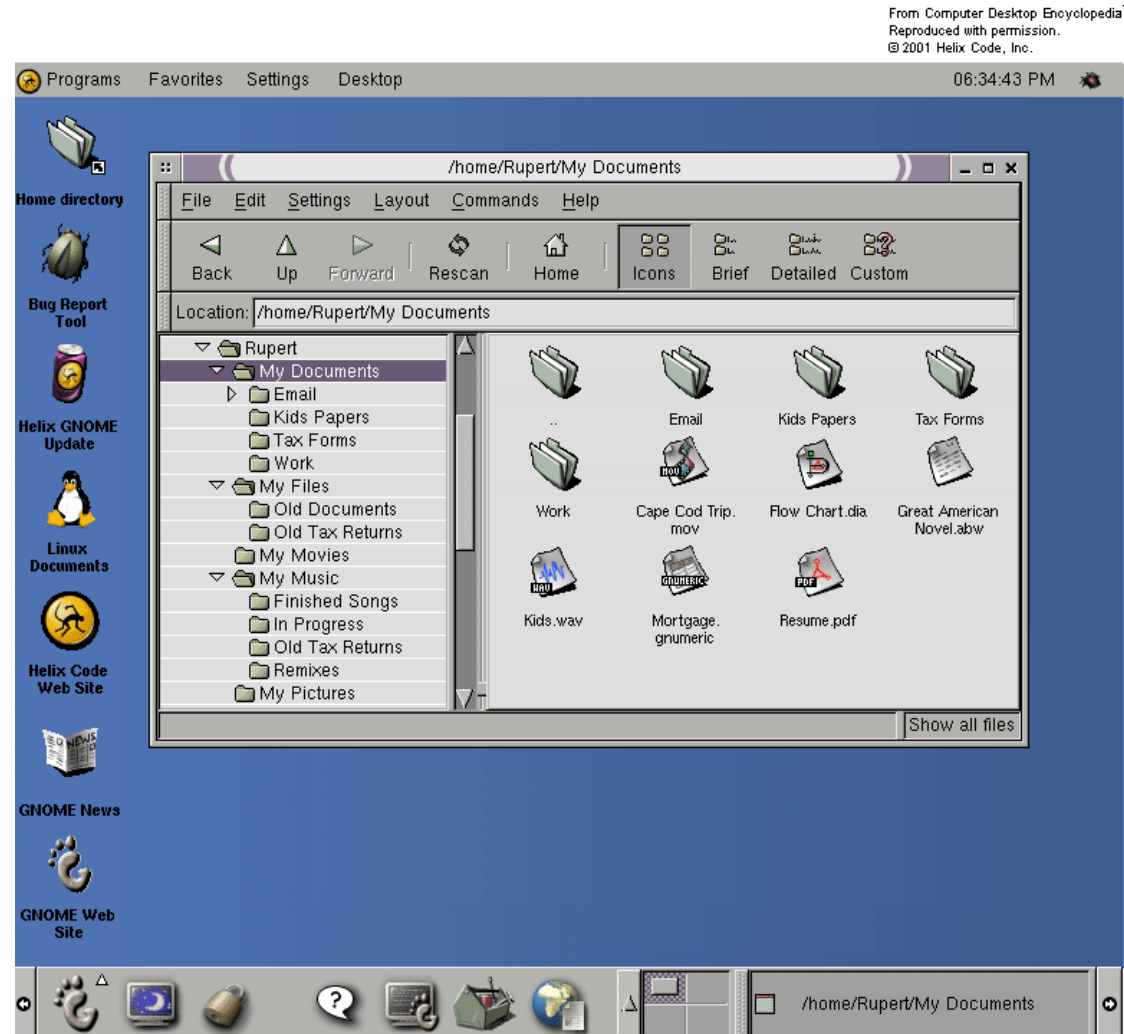 From Computer Desktop Encyclopedia
Reproduced with permission.
© 2001 Helix Code, Inc.
Programs Favorites Settings Desktop 06:34:43 PM
Home directory
Bug Report
Tool
Helix GNOME
Update
Linux
Documents
Helix Code
Web Site
NEWS
GNOME News
GNOME Web
Site
/home/Rupert/My Documents
File Edit Settings Layout Commands Help
Back Up Forward Rescan Home Icons Brief Detailed Custom
Location: /home/Rupert/My Documents
Rupert
My Documents
Email
Kids Papers
Tax Forms
Work
My Files
Old Documents
Old Tax Returns
My Movies
My Music
Finished Songs
In Progress
Old Tax Returns
Remixes
My Pictures
.. Email Kids Papers Tax Forms
MOV
Work Cape Cod Trip. Flow Chart.dia Great American
mov Novel.abw
WAV GNUMERIC PDF
Kids.wav Mortgage. Resume.pdf
gnumeric
Show all files
?
/home/Rupert/My Documents